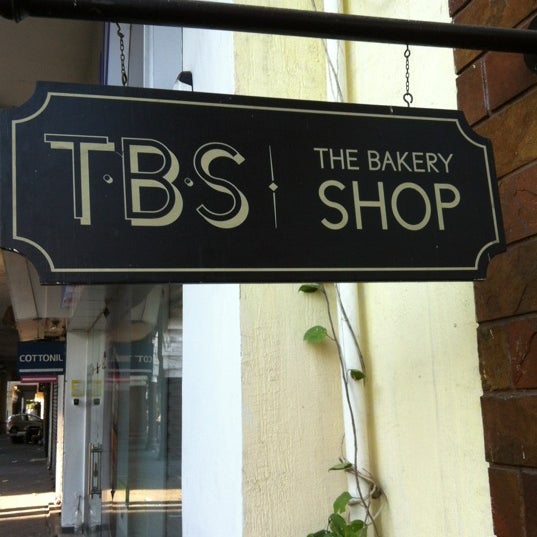 T·B·S
THE BAKERY
SHOP
COTTONIL